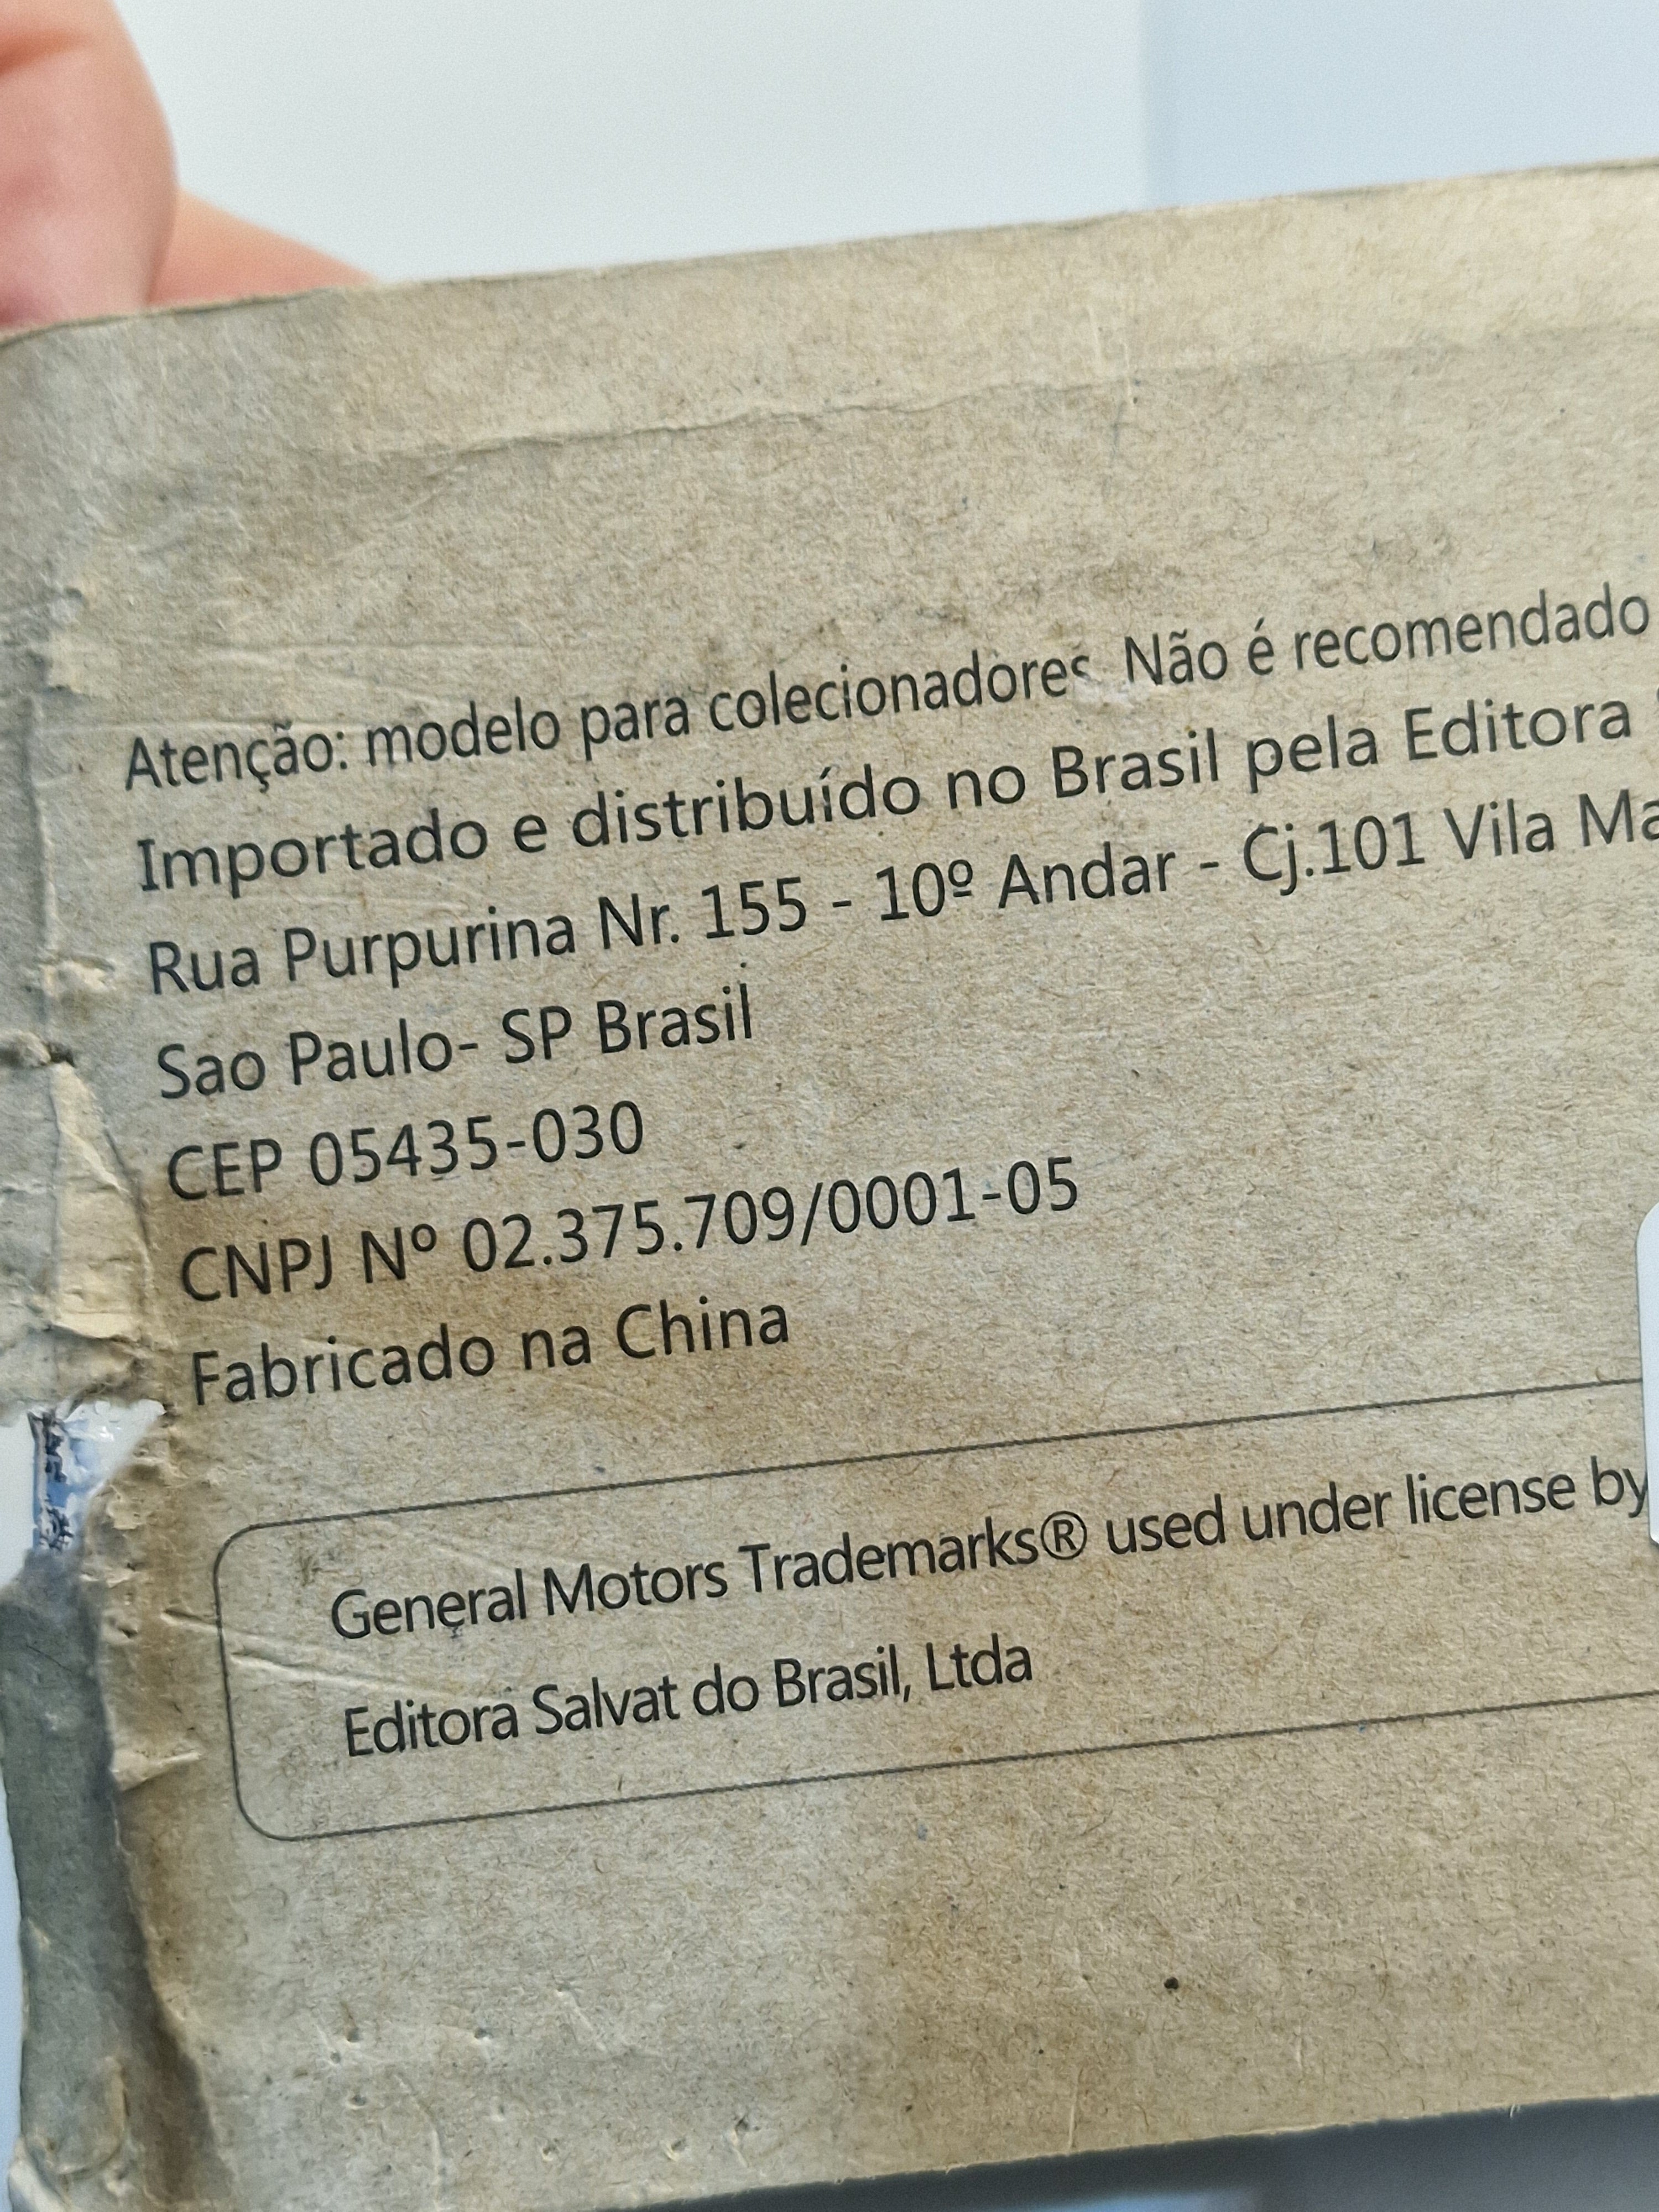 Atenção: modelo para colecionadores. Não é recomendado
Importado e distribuído no Brasil pela Editora
Rua Purpurina Nr. 155 - 10º Andar - Cj.101 Vila
Sao Paulo- SP Brasil
CEP 05435-030
CNPJ Nº 02.375.709/0001-05
Fabricado na China
General Motors Trademarks® used under license by
Editora Salvat do Brasil, Ltda